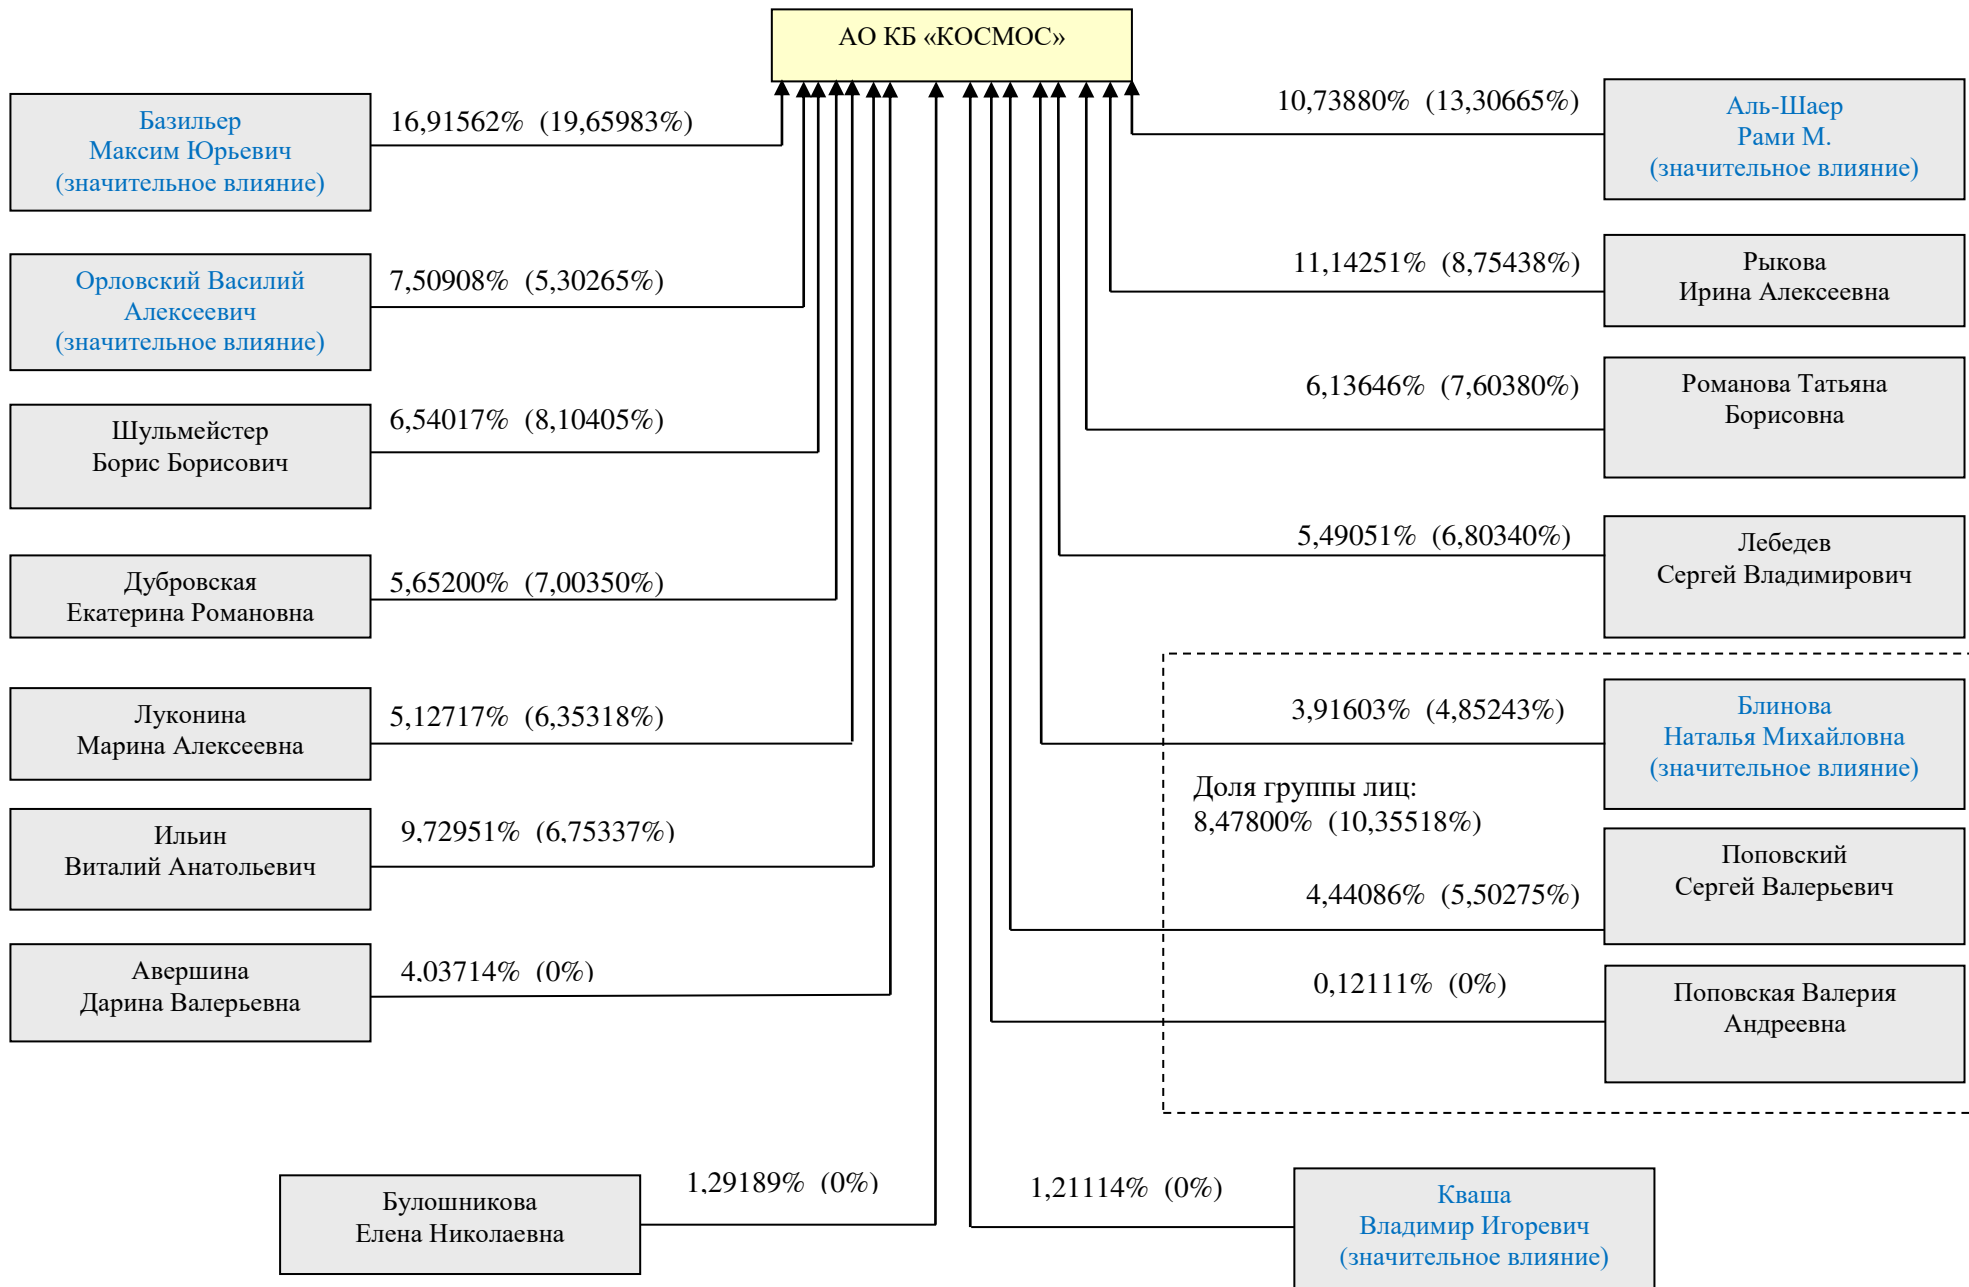 АО КБ «КОСМОС»
Базильер
Максим Юрьевич
(значительное влияние)
16,91562% (19,65983%)
Орловский Василий
Алексеевич
(значительное влияние)
7,50908% (5,30265%)
Шульмейстер
Борис Борисович
6,54017% (8,10405%)
Дубровская
Екатерина Романовна
5,65200% (7,00350%)
Луконина
Марина Алексеевна
5,12717% (6,35318%)
Ильин
Виталий Анатольевич
9,72951% (6,75337%)
Авершина
Дарина Валерьевна
4,03714% (0%)
Булошникова
Елена Николаевна
1,29189% (0%)
10,73880% (13,30665%)
Аль-Шаер
Рами М.
(значительное влияние)
11,14251% (8,75438%)
Рыкова
Ирина Алексеевна
6,13646% (7,60380%)
Романова Татьяна
Борисовна
5,49051% (6,80340%)
Лебедев
Сергей Владимирович
3,91603% (4,85243%)
Блинова
Наталья Михайловна
(значительное влияние)
Доля группы лиц:
8,47800% (10,35518%)
4,44086% (5,50275%)
Поповский
Сергей Валерьевич
0,12111% (0%)
Поповская Валерия
Андреевна
1,21114% (0%)
Кваша
Владимир Игоревич
(значительное влияние)